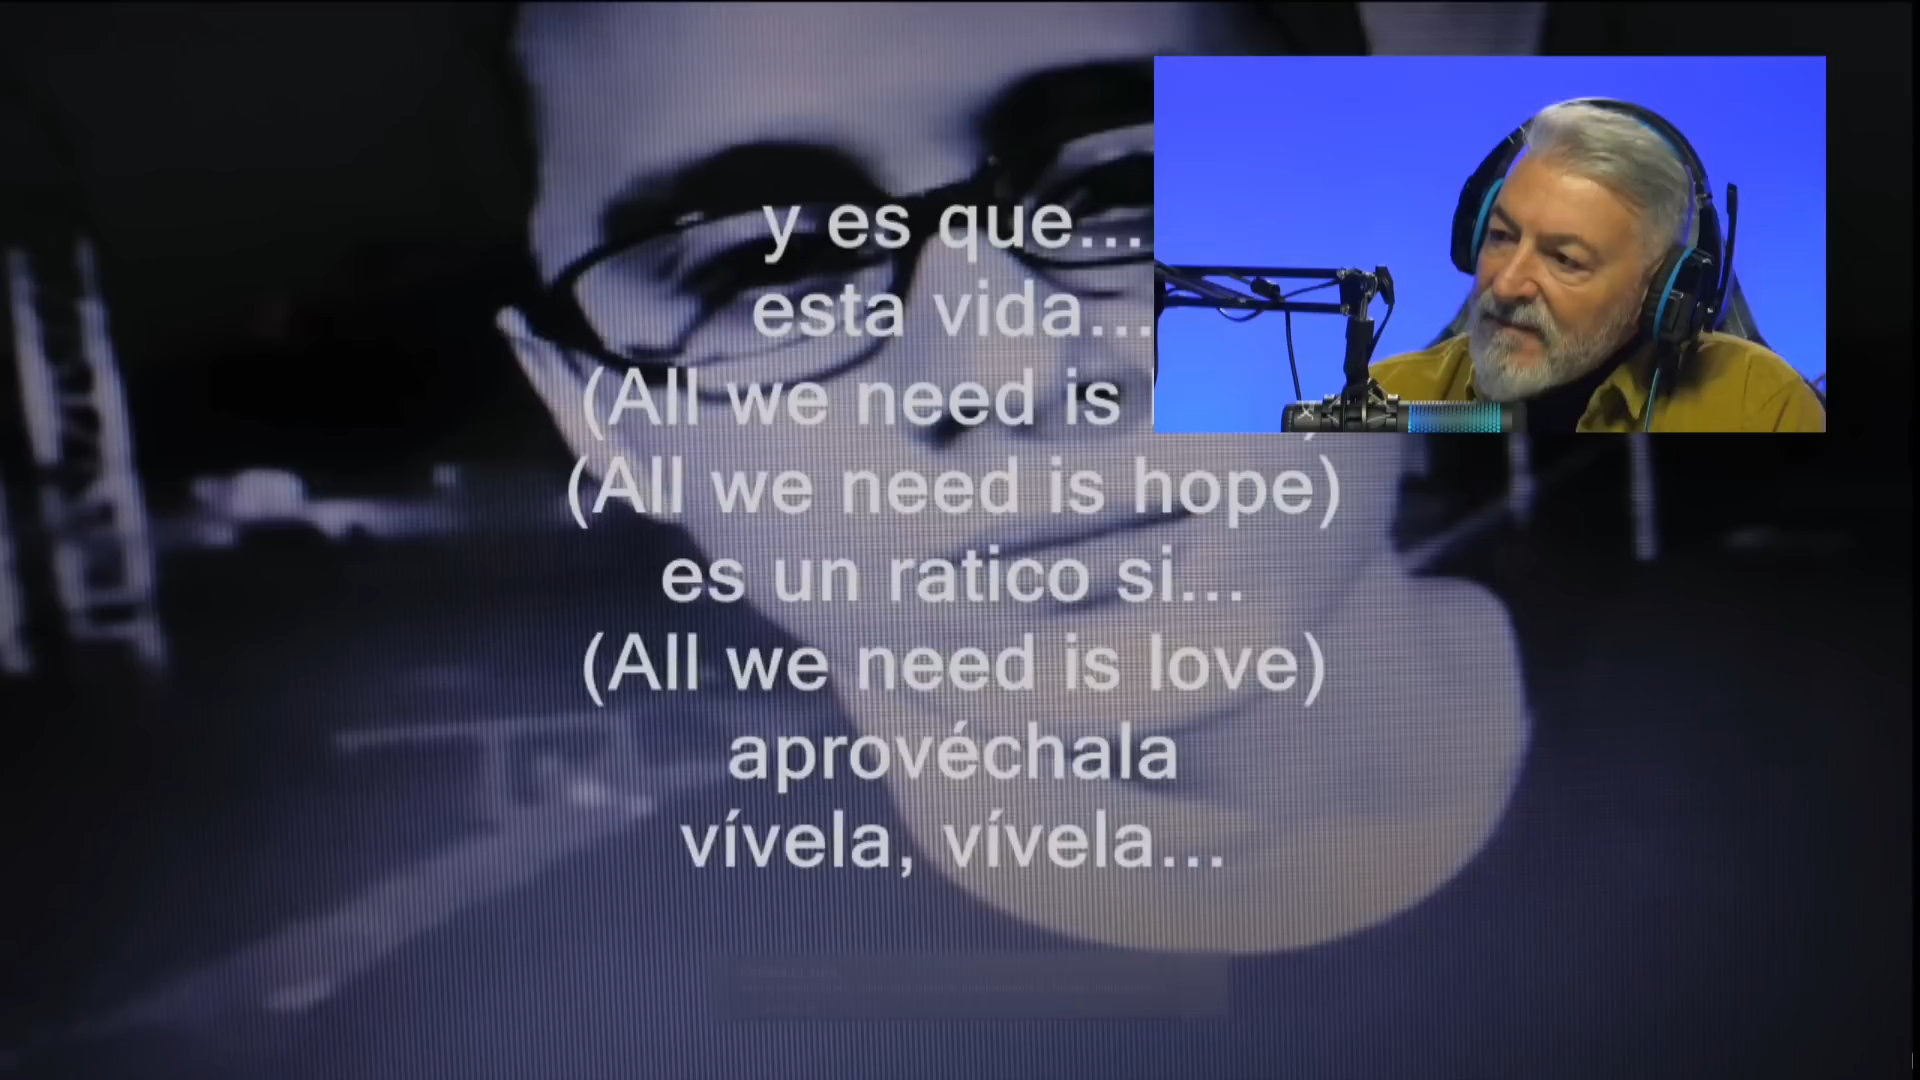 y es que...
esta vida...
(All we need is
(All we need is hope)
es un ratico si...
(All we need is love)
aprovéchala
vívela, vívela...